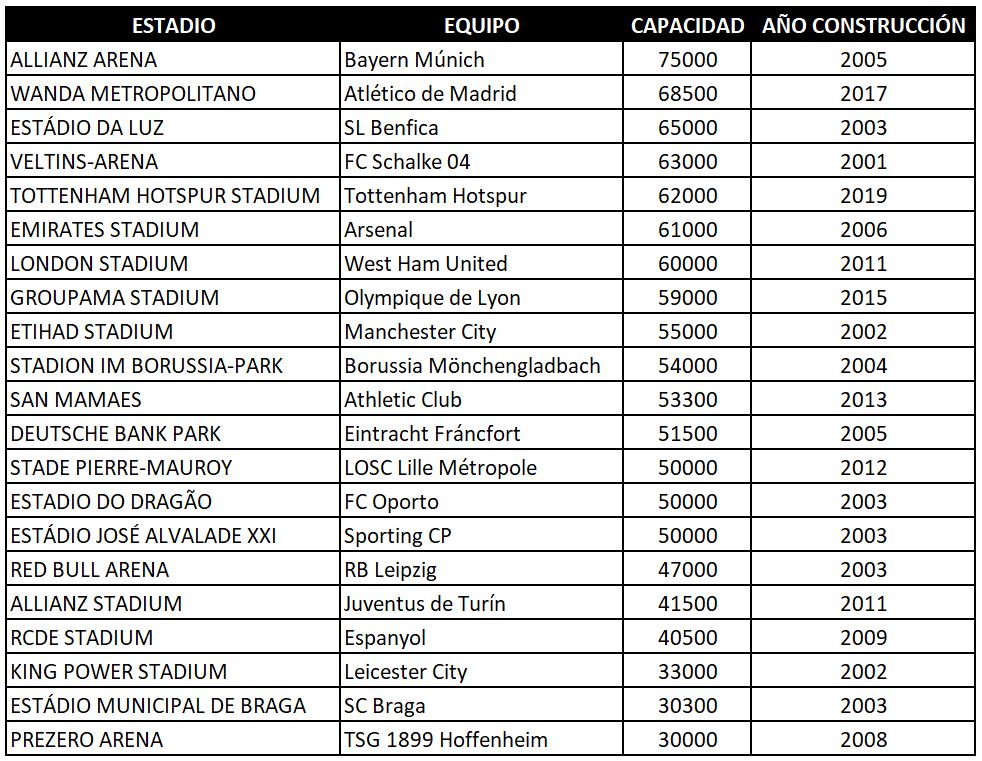 ESTADIO EQUIPO CAPACIDAD AÑO CONSTRUCCIÓN
ALLIANZ ARENA Bayern Múnich 75000 2005
WANDA METROPOLITANO Atlético de Madrid 68500 2017
ESTÁDIO DA LUZ SL Benfica 65000 2003
VELTINS-ARENA FC Schalke 04 63000 2001
TOTTENHAM HOTSPUR STADIUM Tottenham Hotspur 62000 2019
EMIRATES STADIUM Arsenal 61000 2006
LONDON STADIUM West Ham United 60000 2011
GROUPAMA STADIUM Olympique de Lyon 59000 2015
ETIHAD STADIUM Manchester City 55000 2002
STADION IM BORUSSIA-PARK Borussia Mönchengladbach 54000 2004
SAN MAMAES Athletic Club 53300 2013
DEUTSCHE BANK PARK Eintracht Fráncfort 51500 2005
STADE PIERRE-MAUROY LOSC Lille Métropole 50000 2012
ESTADIO DO DRAGÃO FC Oporto 50000 2003
ESTÁDIO JOSÉ ALVALADE XXI Sporting CP 50000 2003
RED BULL ARENA RB Leipzig 47000 2003
ALLIANZ STADIUM Juventus de Turín 41500 2011
RCDE STADIUM Espanyol 40500 2009
KING POWER STADIUM Leicester City 33000 2002
ESTÁDIO MUNICIPAL DE BRAGA SC Braga 30300 2003
PREZERO ARENA TSG 1899 Hoffenheim 30000 2008